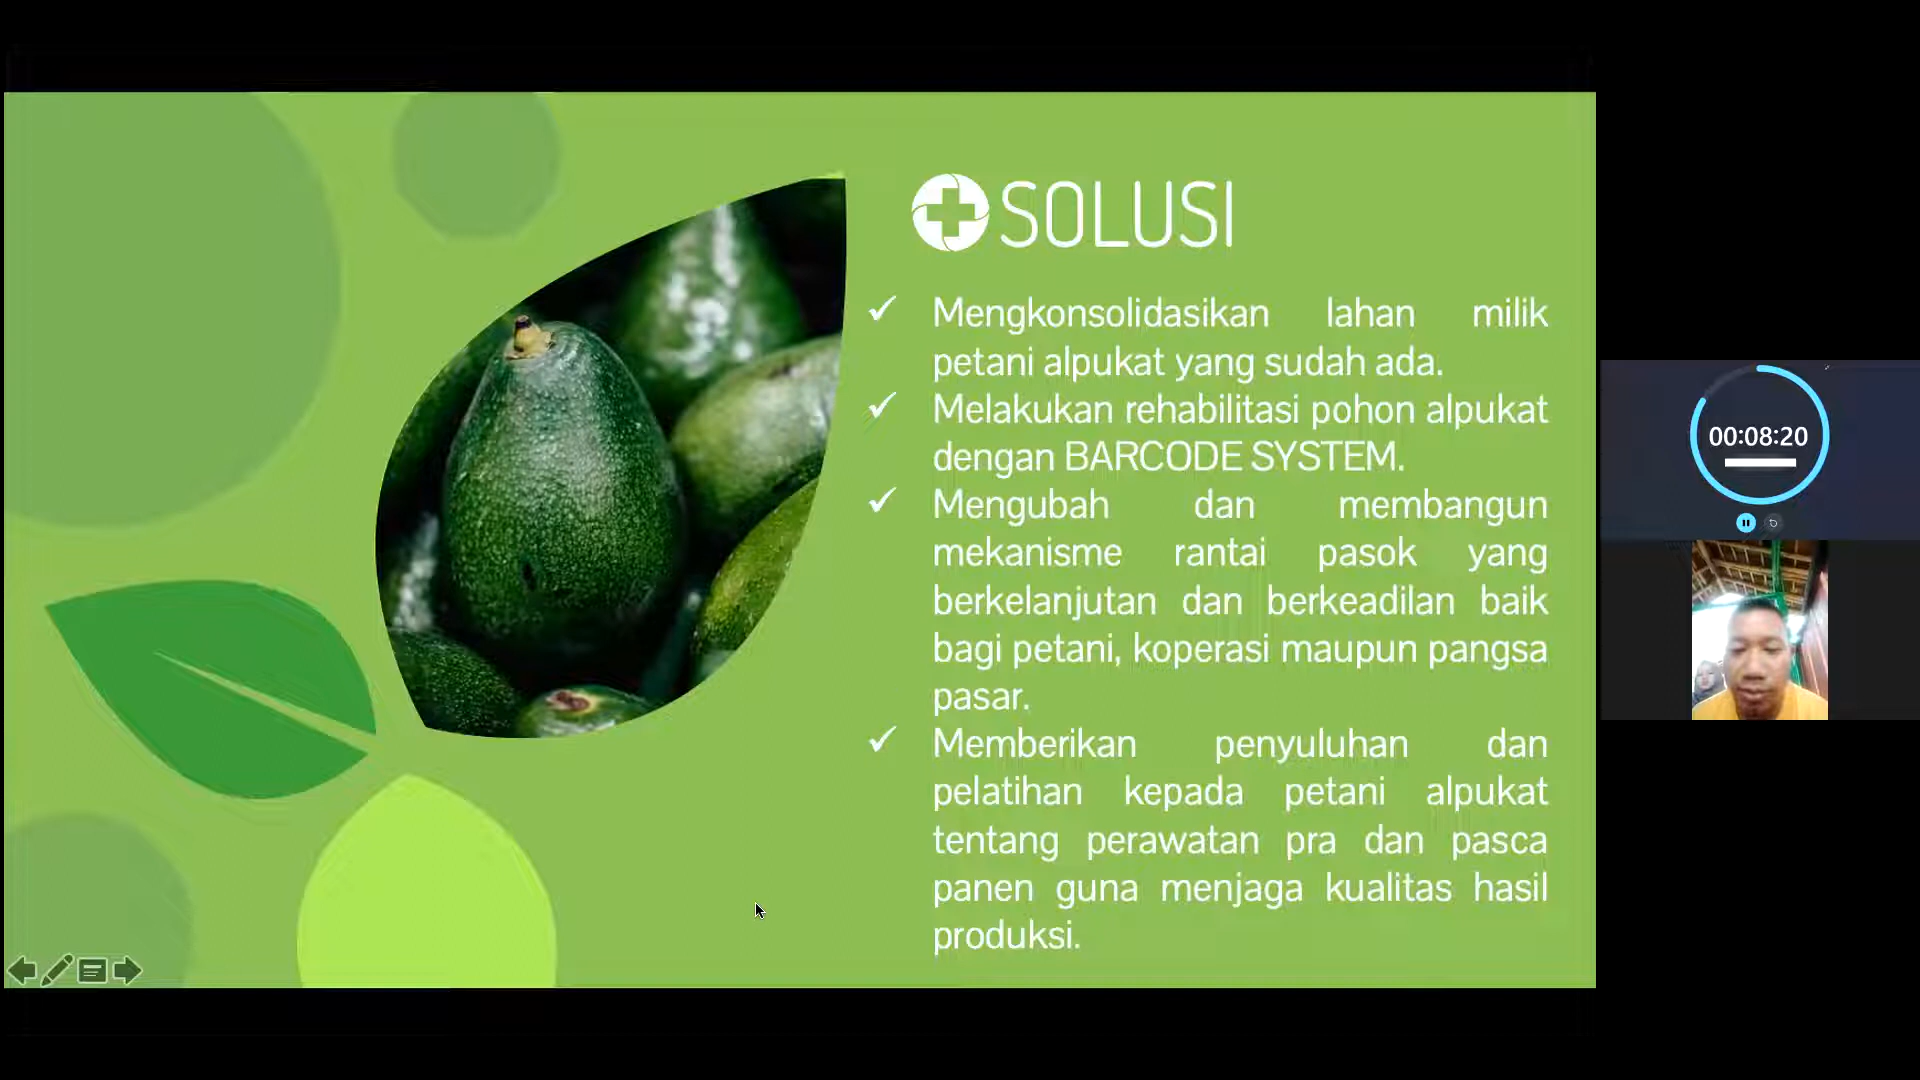 SOLUSI
Mengkonsolidasikan lahan milik
petani alpukat yang sudah ada.
Melakukan rehabilitasi pohon alpukat
dengan BARCODE SYSTEM.
Mengubah dan membangun
mekanisme rantai pasok yang
berkelanjutan dan berkeadilan baik
bagi petani, koperasi maupun pangsa
pasar.
Memberikan penyuluhan dan
pelatihan kepada petani alpukat
tentang perawatan pra dan pasca
panen guna menjaga kualitas hasil
produksi.
00:08:20